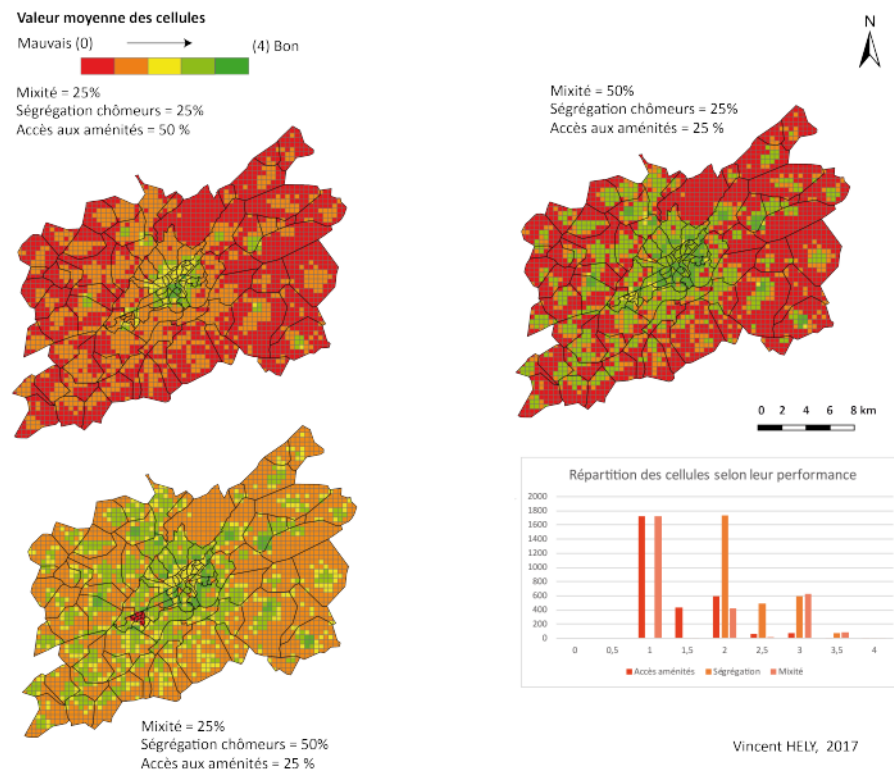 Valeur moyenne des cellules
Mauvais (0) (4) Bon
Mixité = 25%
Ségrégation chômeurs = 25%
Accès aux aménités = 50 %
N
Mixité = 50%
Ségrégation chômeurs = 25%
Accès aux aménités = 25 %
0 2 4 6 8 km
Mixité = 25%
Ségrégation chômeurs = 50%
Accès aux aménités = 25 %
Répartition des cellules selon leur performance
2000
1800
1600
1400
1200
1000
800
600
400
200
0
0 0,5 1 1,5 2 2,5 3 3,5 4
Accès aménités Ségrégation Mixité
Vincent HELY, 2017